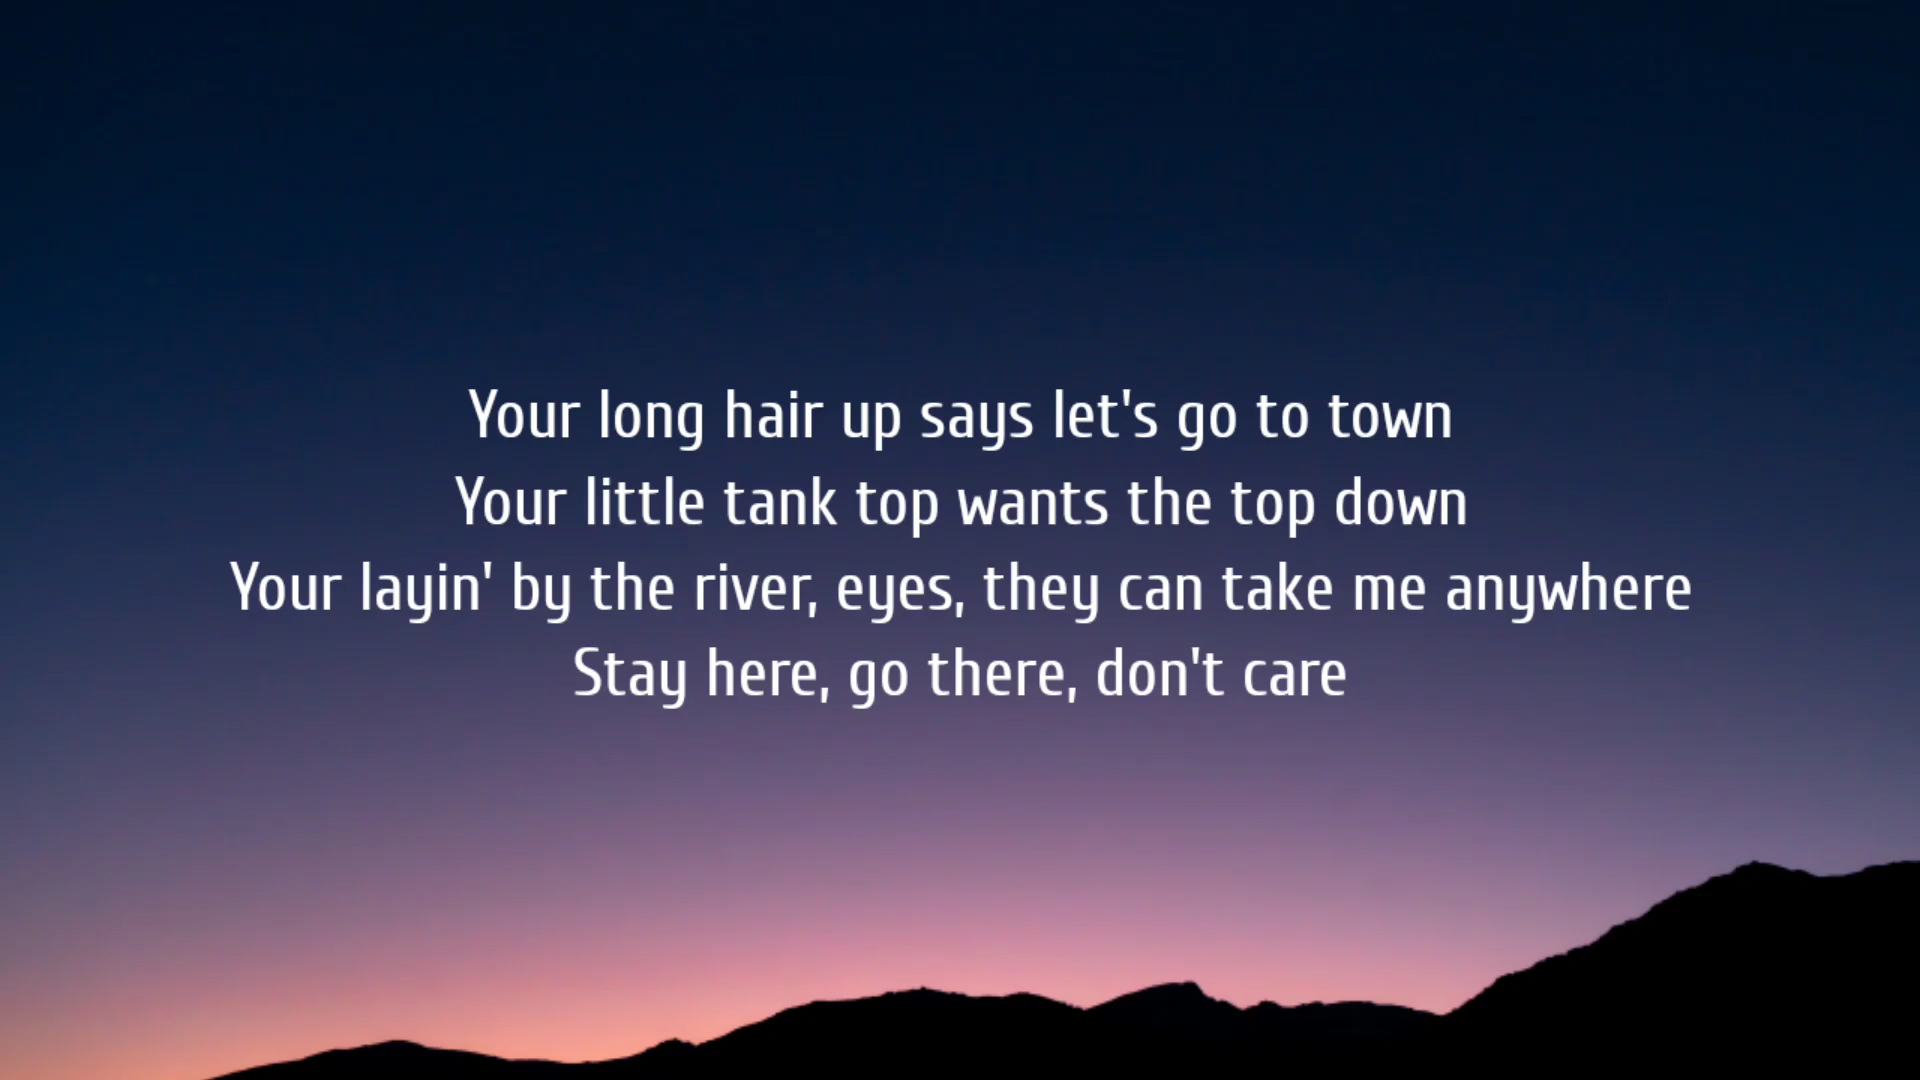 Your long hair up says let's go to town
Your little tank top wants the top down
Your layin' by the river, eyes, they can take me anywhere
Stay here, go there, don't care